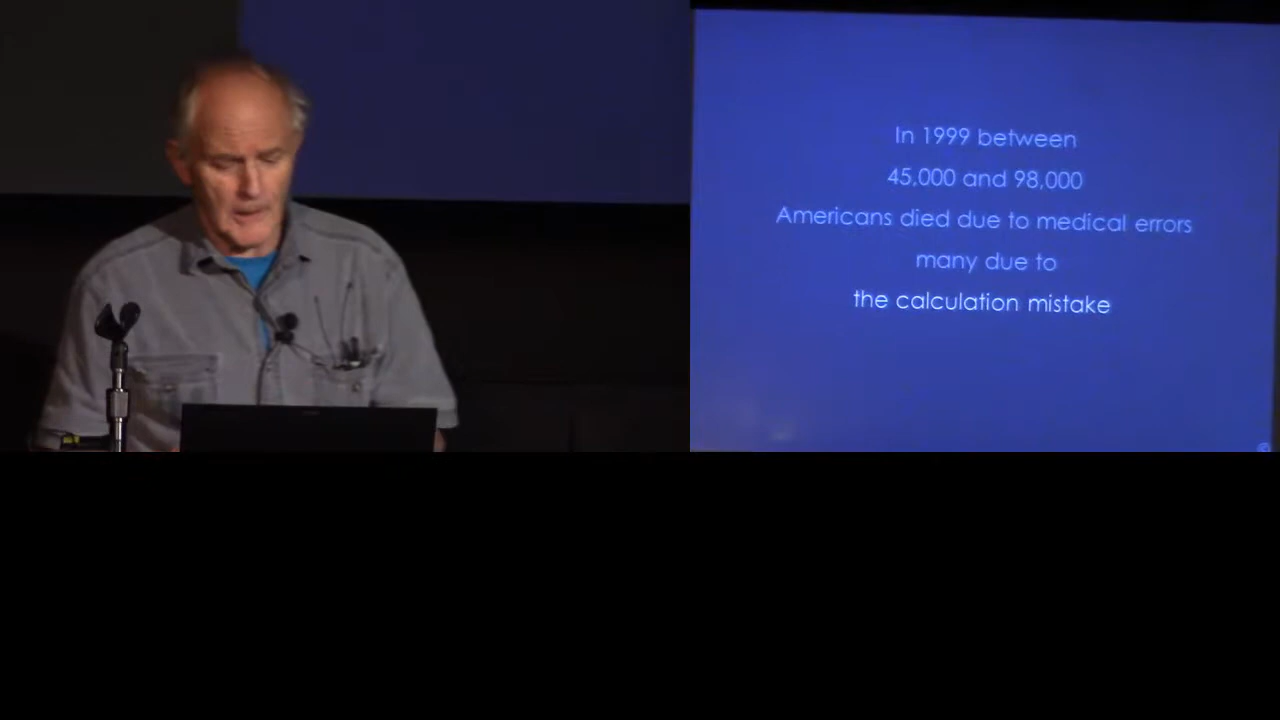 In 1999 between
45,000 and 98,000
Americans died due to medical errors
many due to
the calculation mistake